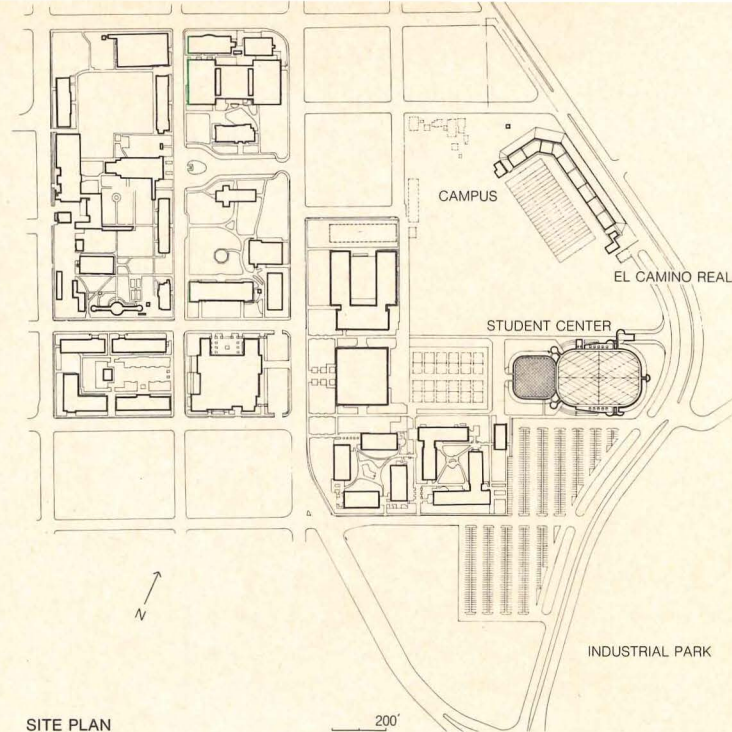 CAMPUS
EL CAMINO REAL
STUDENT CENTER
N
INDUSTRIAL PARK
SITE PLAN
200'